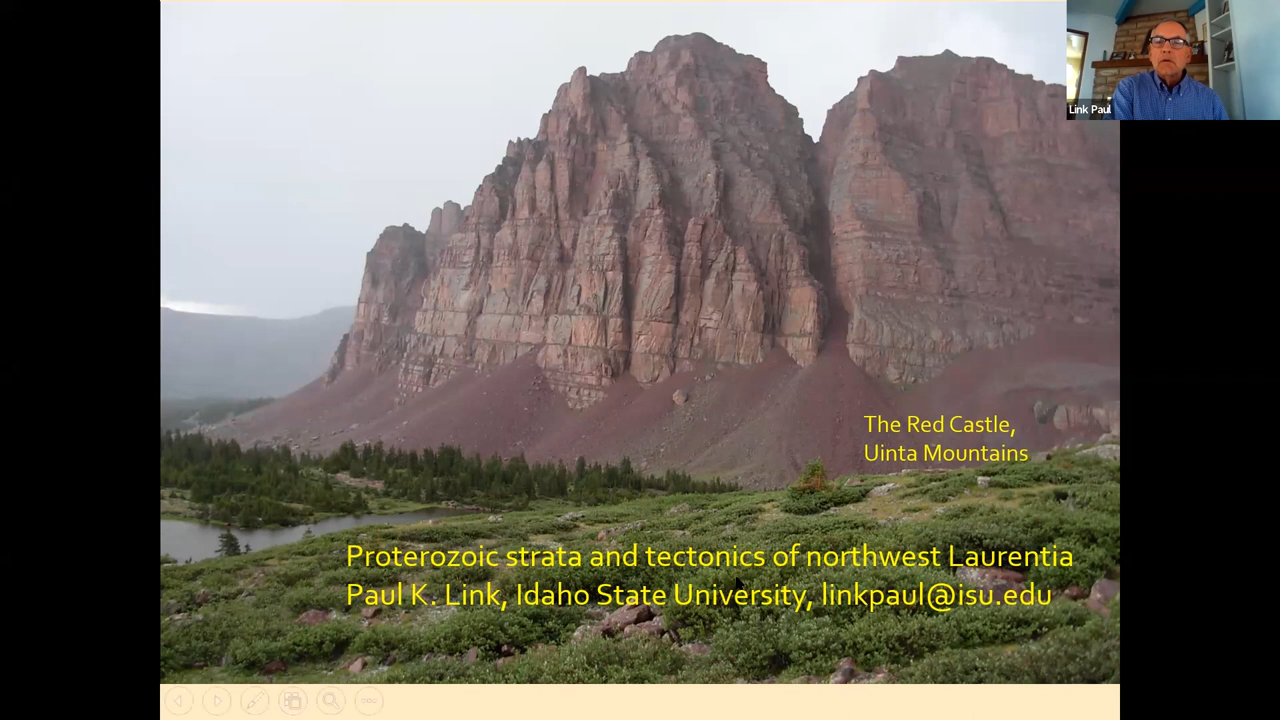 Link Paul
The Red Castle,
Uinta Mountains
Proterozoic strata and tectonics of northwest Laurentia
Paul K. Link, Idaho State University, linkpaul@isu.edu